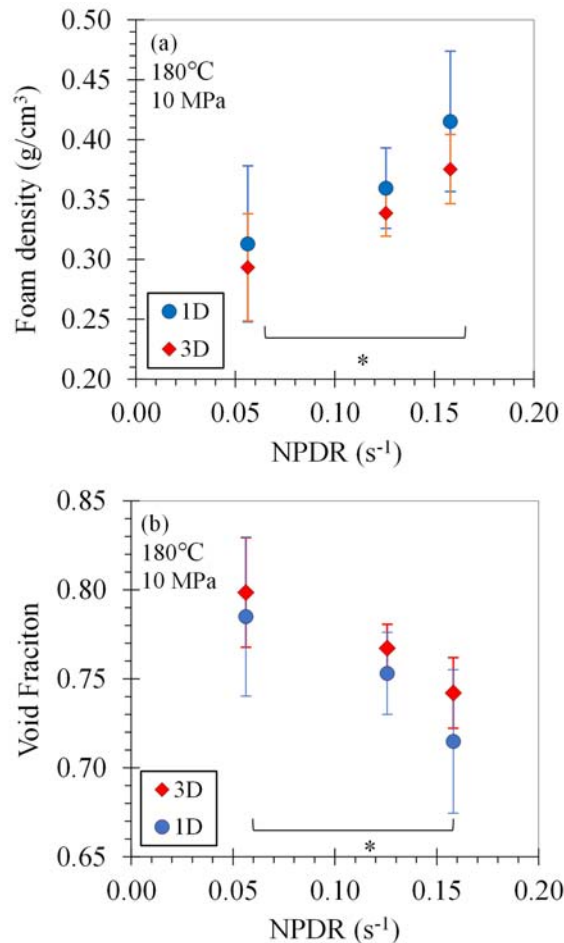 (a)
180°C
10 MPa
Foam density (g/cm³)
0.50
0.45
0.40
0.35
0.30
0.25
0.20
1D
3D
*
0.00 0.05 0.10 0.15 0.20
NPDR (s⁻¹)
(b)
180°C
10 MPa
Void Fraciton
0.85
0.80
0.75
0.70
0.65
3D
1D
*
0.00 0.05 0.10 0.15 0.20
NPDR (s⁻¹)